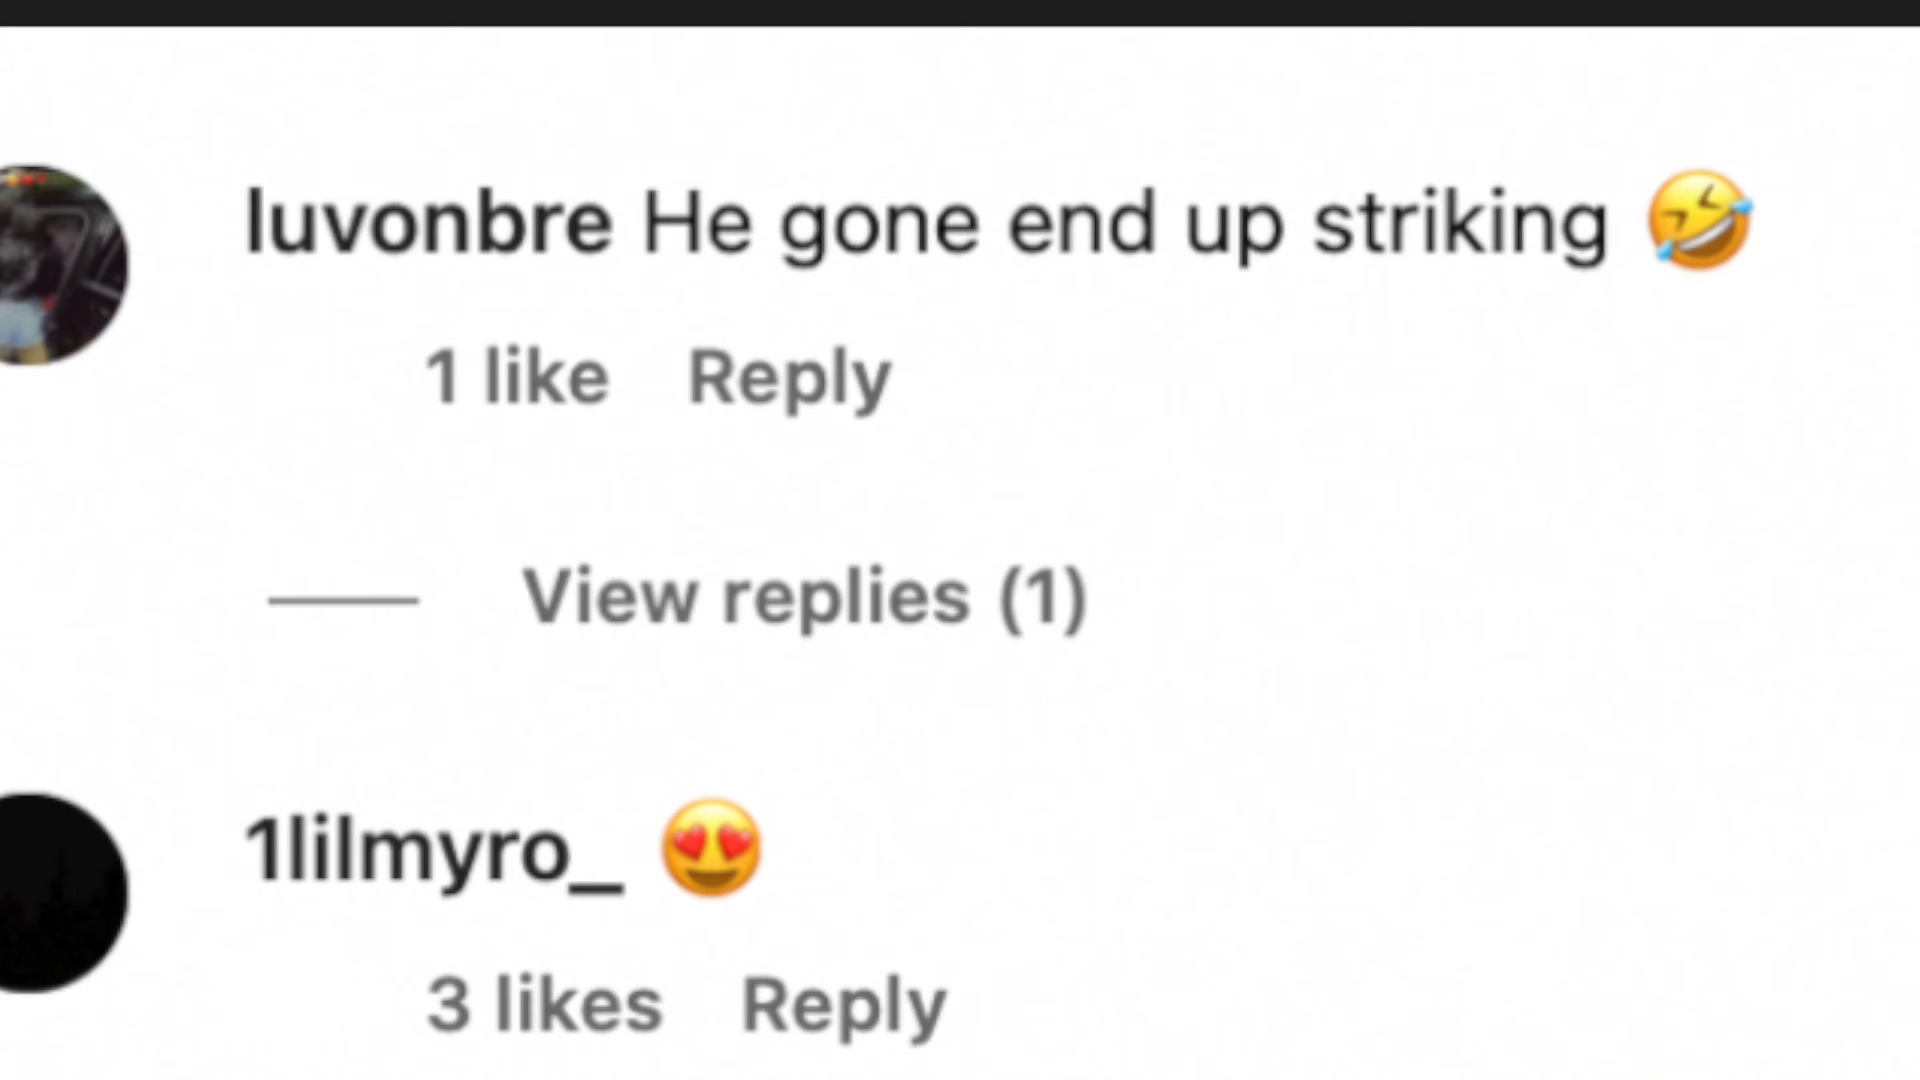 luvonbre He gone end up striking 🤣
1 like Reply
View replies (1)
1lilmyro_ 😍
3 likes Reply